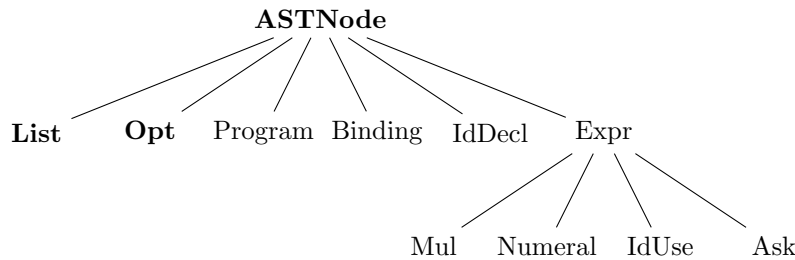 ASTNode
List Opt Program Binding IdDecl Expr
Mul Numeral IdUse Ask